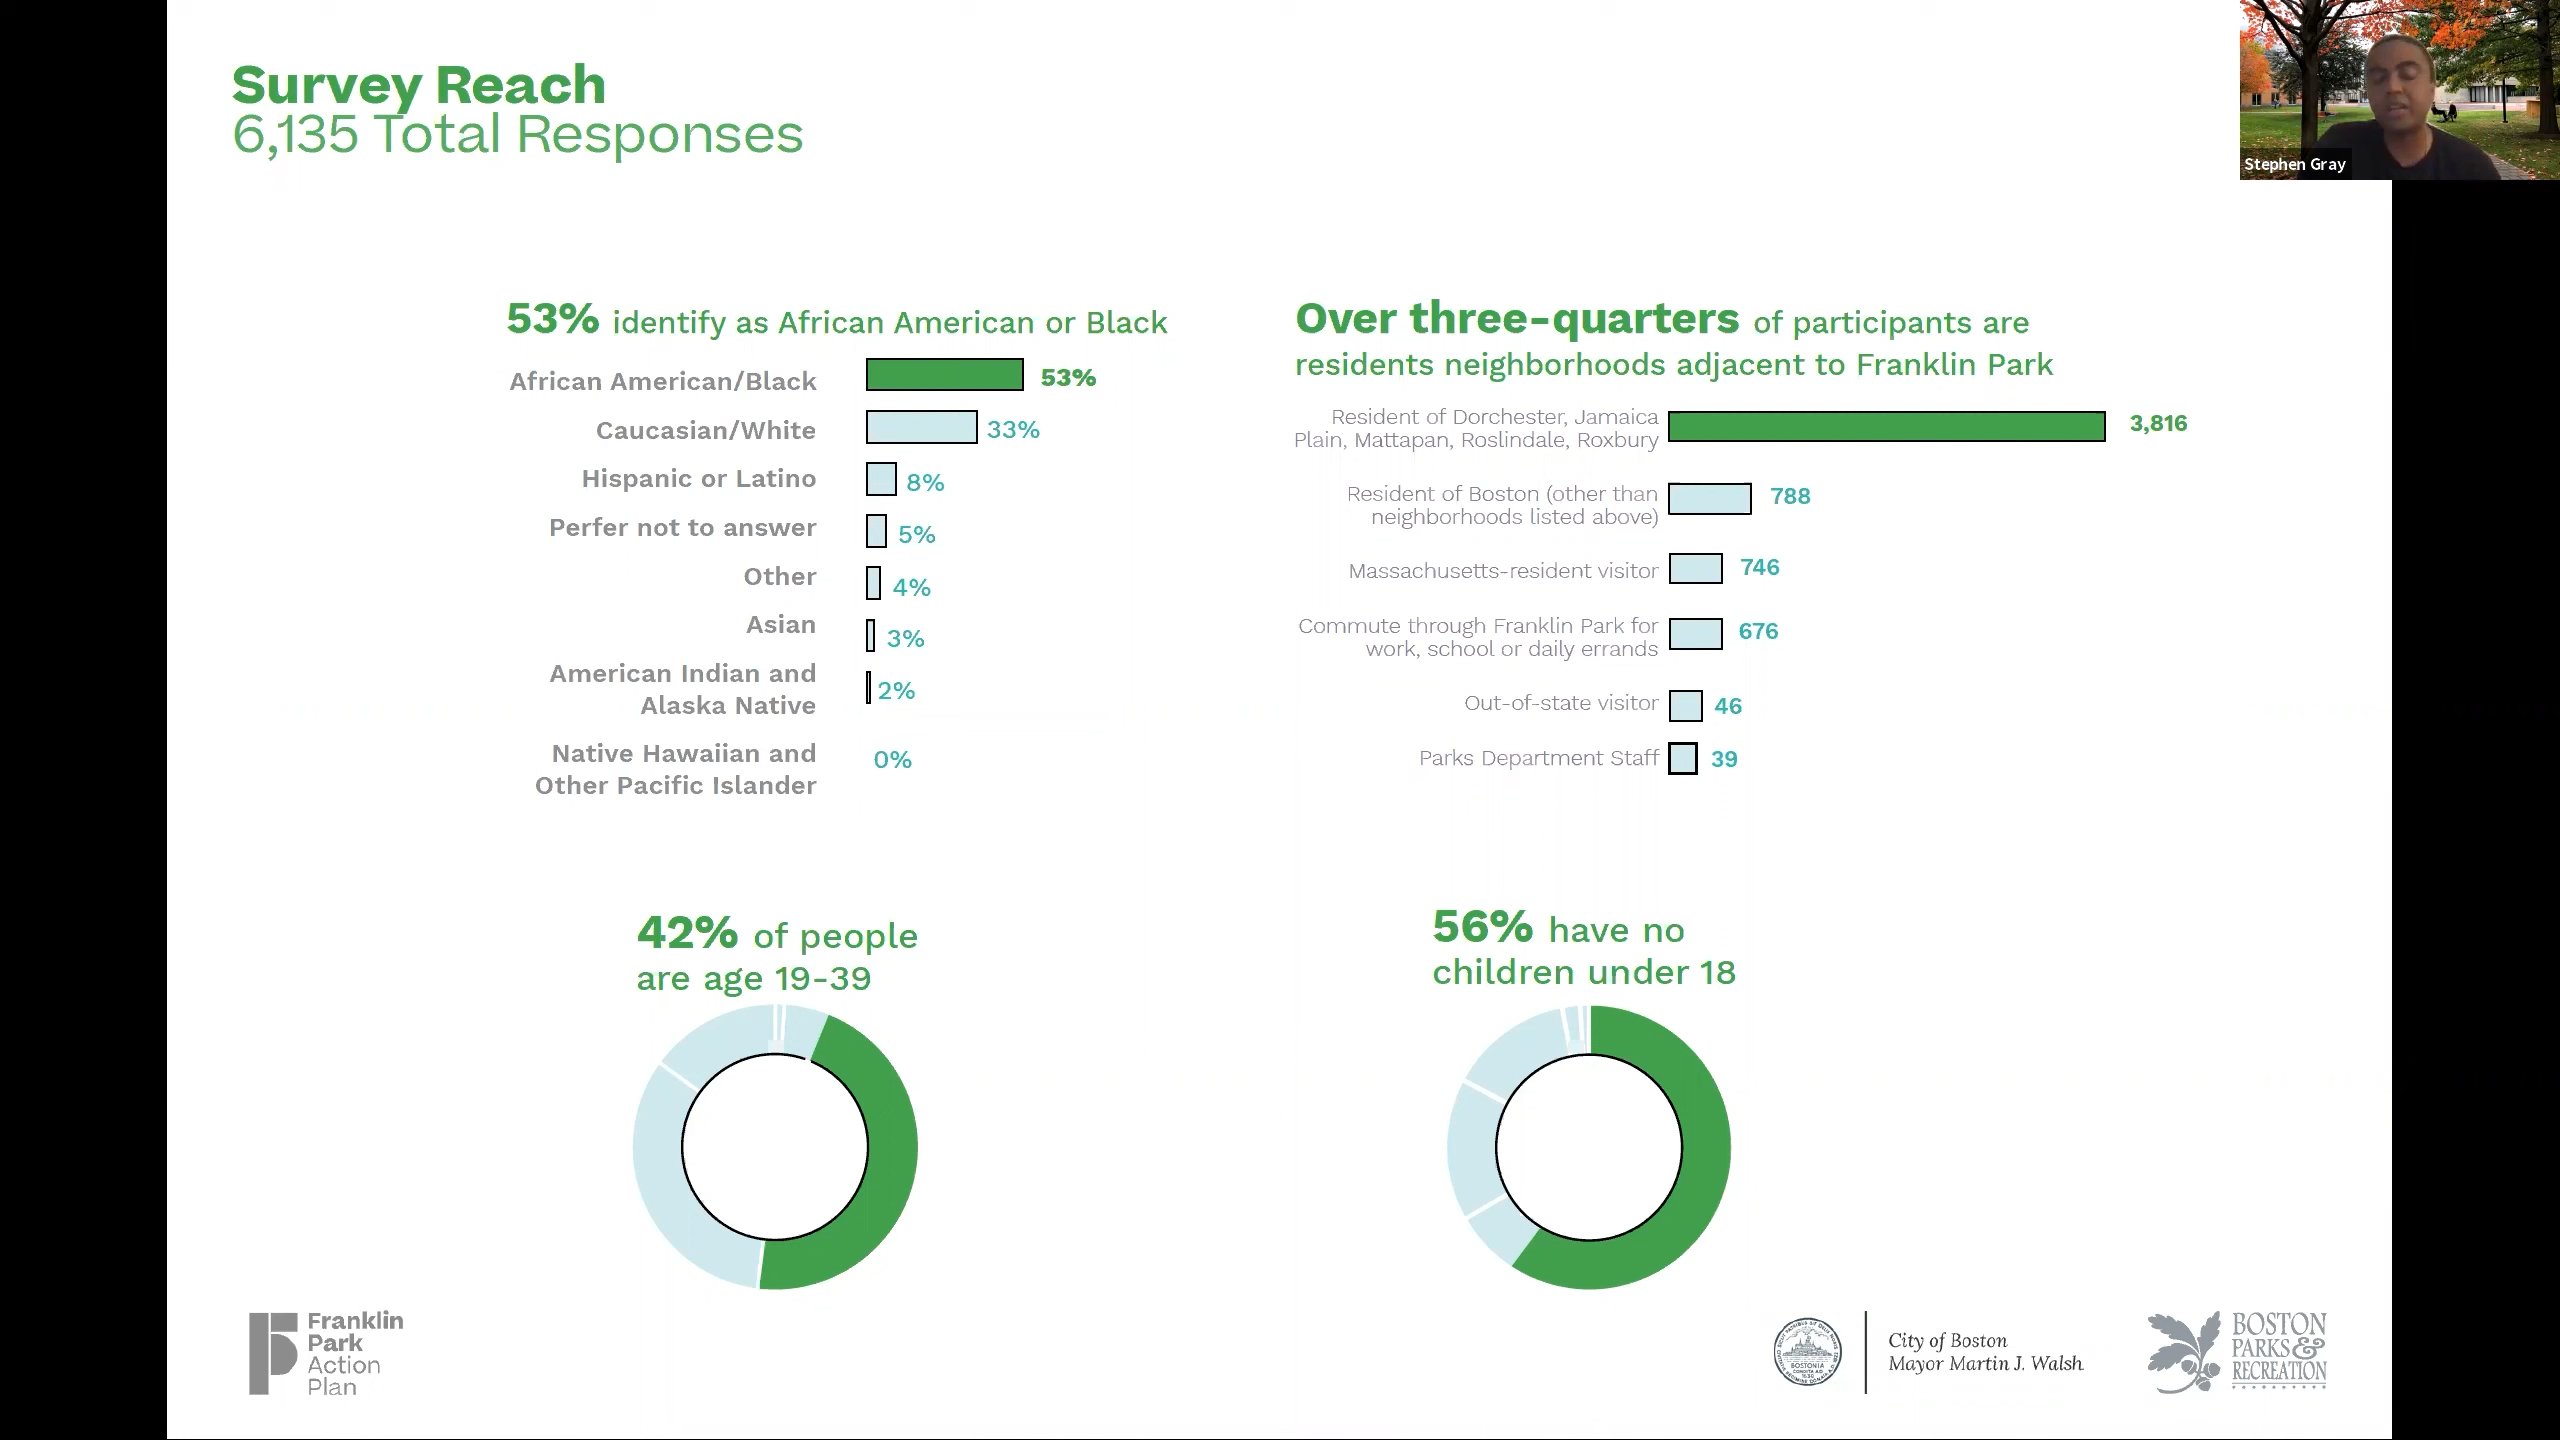 Survey Reach
6,135 Total Responses
Stephen Gray
53% identify as African American or Black
African American/Black 53%
Caucasian/White 33%
Hispanic or Latino 8%
Perfer not to answer 5%
Other 4%
Asian 3%
American Indian and
Alaska Native 2%
Native Hawaiian and
Other Pacific Islander 0%
Over three-quarters of participants are
residents neighborhoods adjacent to Franklin Park
Resident of Dorchester, Jamaica
Plain, Mattapan, Roslindale, Roxbury 3,816
Resident of Boston (other than
neighborhoods listed above) 788
Massachusetts-resident visitor 746
Commute through Franklin Park for
work, school or daily errands 676
Out-of-state visitor 46
Parks Department Staff 39
42% of people
are age 19-39
56% have no
children under 18
Franklin
Park
Action
Plan
BOSTONIA
City of Boston
Mayor Martin J. Walsh
BOSTON
PARKS &
RECREATION